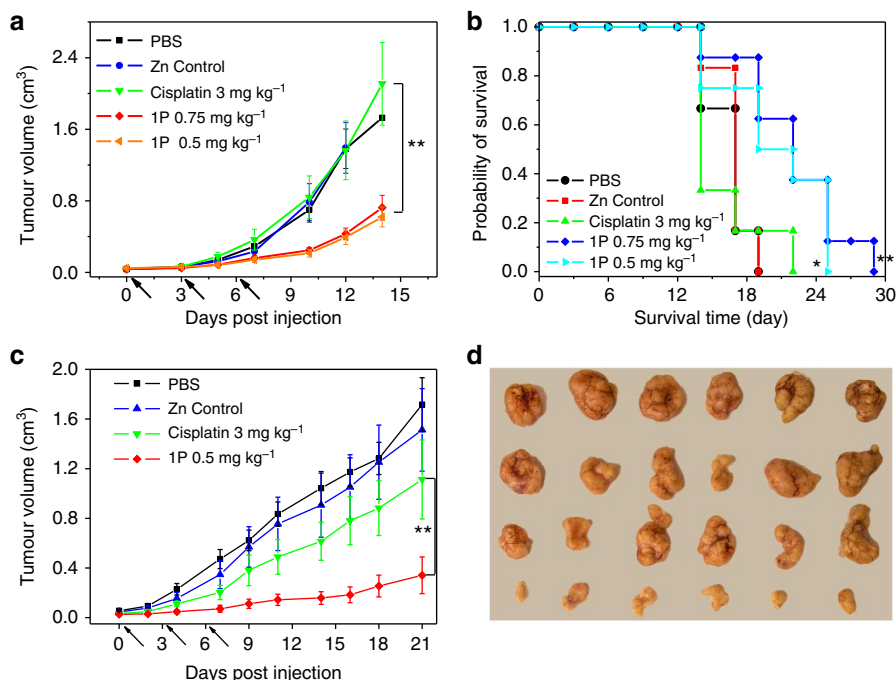 a
2.4
1.6
0.8
0.0
Tumour volume (cm³)
PBS
Zn Control
Cisplatin 3 mg kg⁻¹
1P 0.75 mg kg⁻¹
1P 0.5 mg kg⁻¹
**
0 3 6 9 12 15
Days post injection
b
1.0
0.8
0.6
0.4
0.2
0.0
Probability of survival
PBS
Zn Control
Cisplatin 3 mg kg⁻¹
1P 0.75 mg kg⁻¹
1P 0.5 mg kg⁻¹
* **
0 6 12 18 24 30
Survival time (day)
c
2.0
1.6
1.2
0.8
0.4
0.0
Tumour volume (cm³)
PBS
Zn Control
Cisplatin 3 mg kg⁻¹
1P 0.5 mg kg⁻¹
**
0 3 6 9 12 15 18 21
Days post injection
d